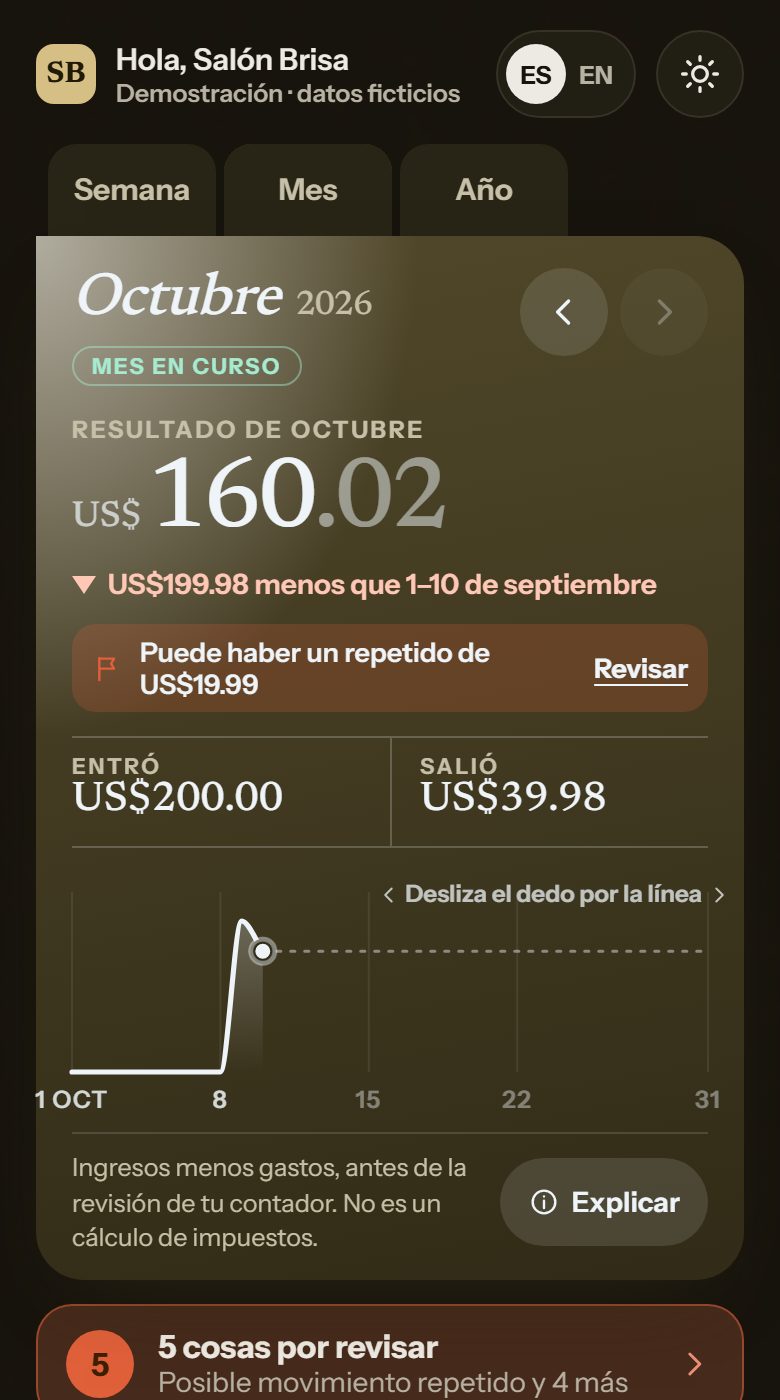 SB
Hola, Salón Brisa
Demostración · datos ficticios
ES EN
Semana Mes Año
Octubre 2026
MES EN CURSO
RESULTADO DE OCTUBRE
US$ 160.02
US$199.98 menos que 1–10 de septiembre
Puede haber un repetido de
US$19.99
Revisar
ENTRÓ
US$200.00
SALIÓ
US$39.98
Desliza el dedo por la línea
1 OCT 8 15 22 31
Ingresos menos gastos, antes de la
revisión de tu contador. No es un
cálculo de impuestos.
Explicar
5
5 cosas por revisar
Posible movimiento repetido y 4 más